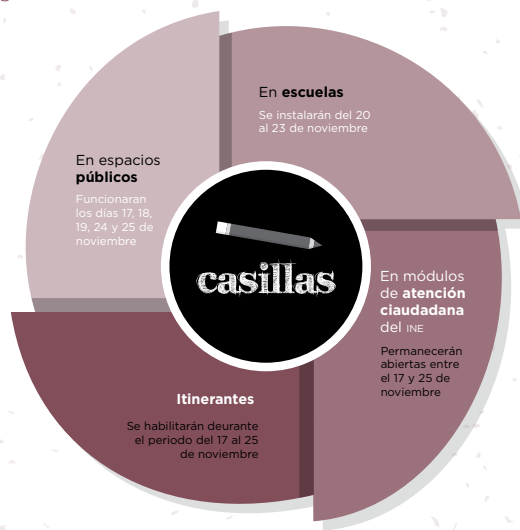 En escuelas
Se instalarán del 20
al 23 de noviembre
En espacios
públicos
Funcionaran
los días 17, 18,
19, 24 y 25 de
noviembre
casillas
En módulos
de atención
ciaudadana
del INE
Permanecerán
abiertas entre
el 17 y 25 de
noviembre
Itinerantes
Se habilitarán deurante
el periodo del 17 al 25
de noviembre